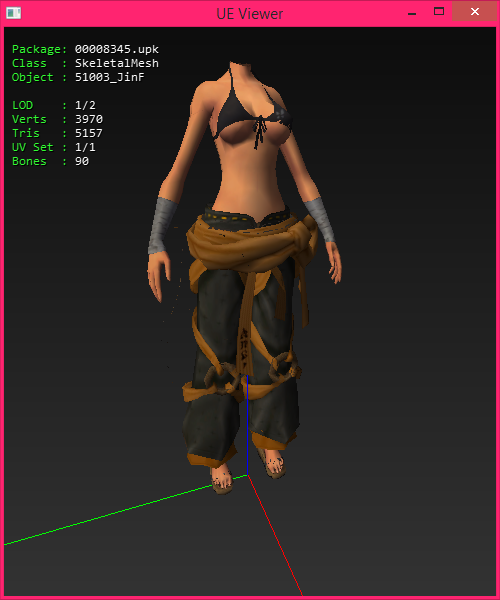 UE Viewer
Package: 00008345.upk
Class  : SkeletalMesh
Object : 51003_JinF
LOD    : 1/2
Verts  : 3970
Tris   : 5157
UV Set : 1/1
Bones  : 90